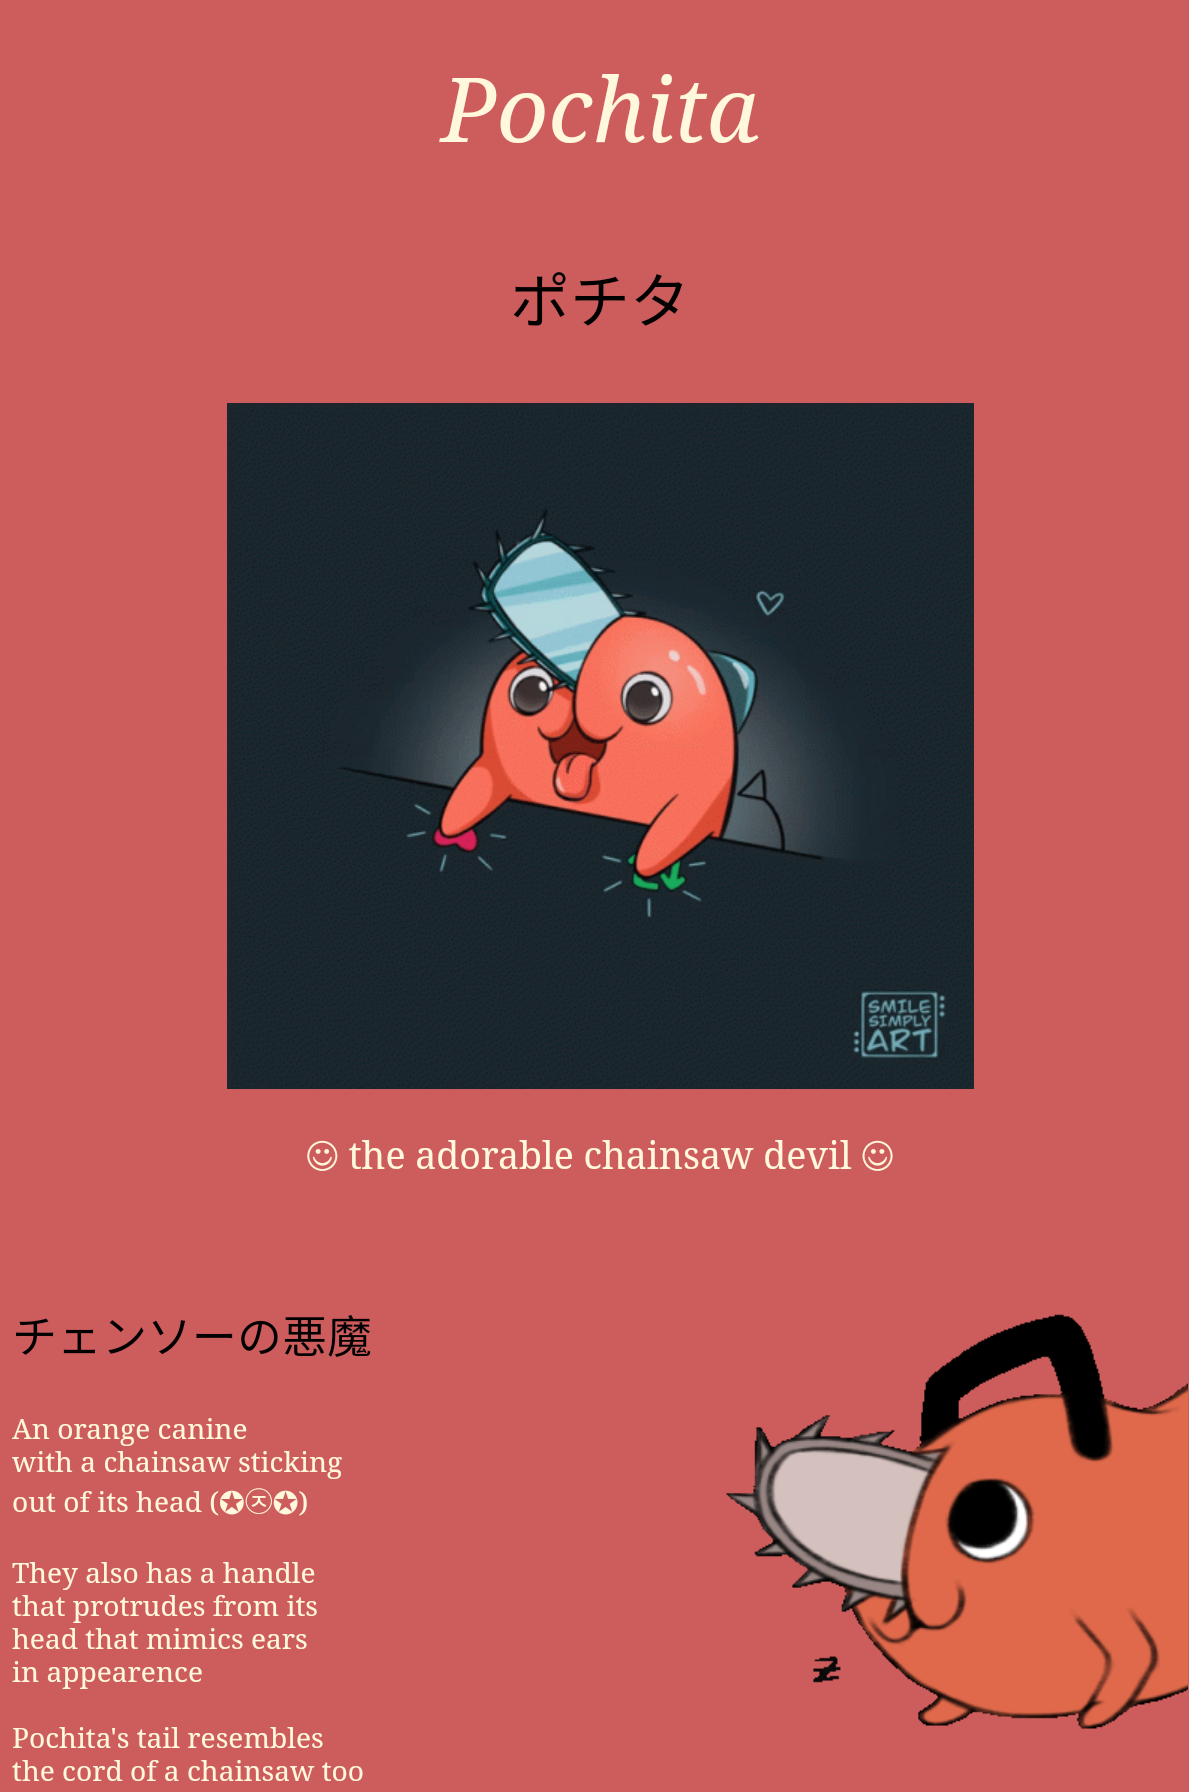 Pochita
ポチタ
SMILE
SIMPLY
ART
☺ the adorable chainsaw devil ☺
チェンソーの悪魔
An orange canine
with a chainsaw sticking
out of its head (✪㉨✪)
They also has a handle
that protrudes from its
head that mimics ears
in appearence
Pochita's tail resembles
the cord of a chainsaw too